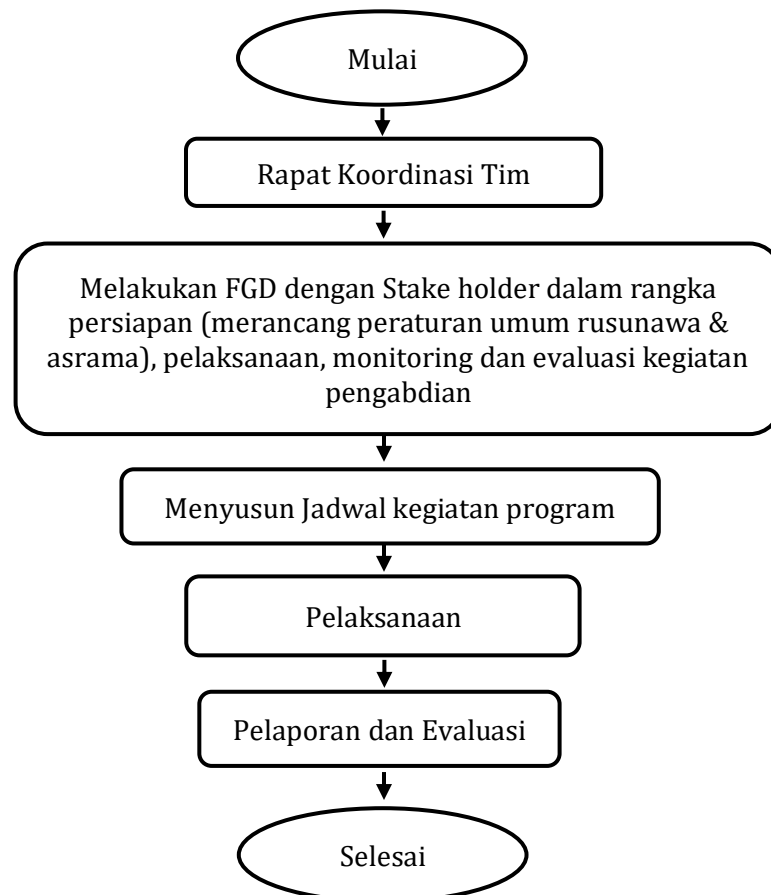 Mulai
Rapat Koordinasi Tim
Melakukan FGD dengan Stake holder dalam rangka
persiapan (merancang peraturan umum rusunawa &
asrama), pelaksanaan, monitoring dan evaluasi kegiatan
pengabdian
Menyusun Jadwal kegiatan program
Pelaksanaan
Pelaporan dan Evaluasi
Selesai